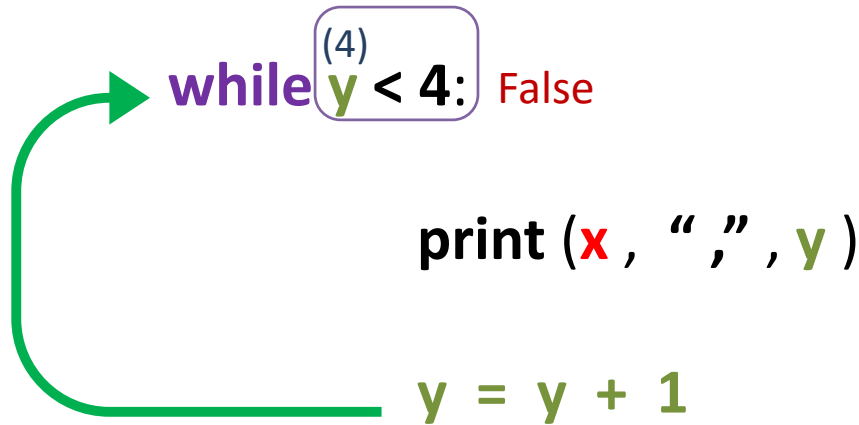 (4)
while y < 4: False
print (x , “ ,” , y )
y = y + 1